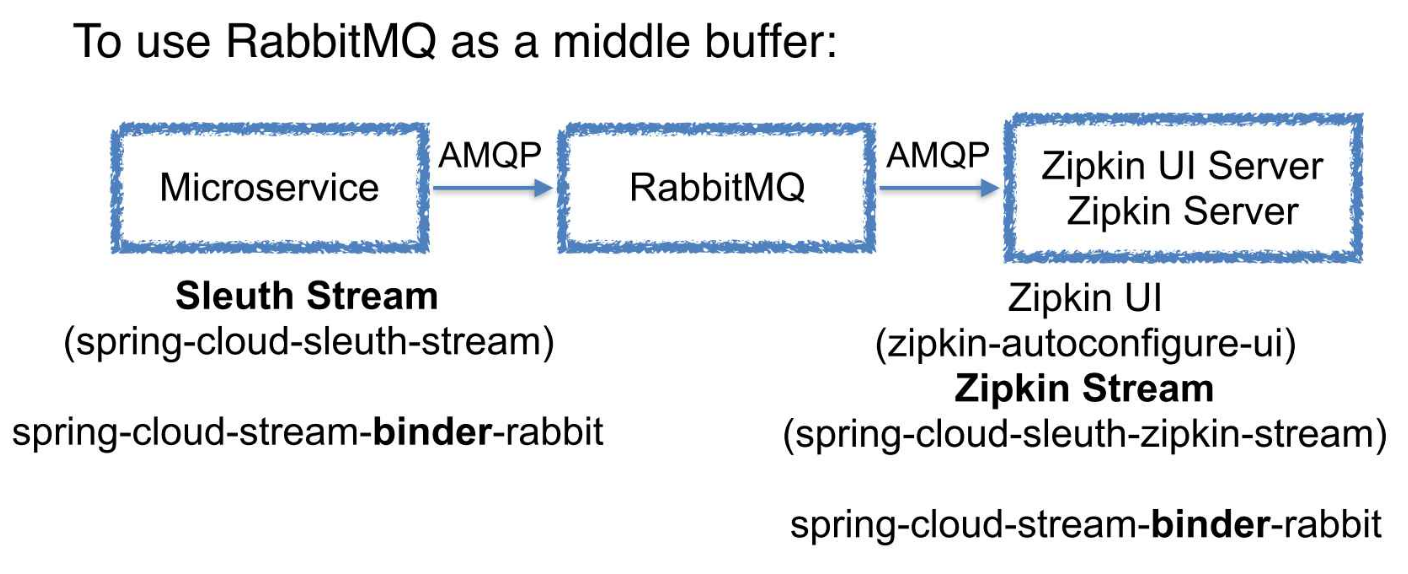 To use RabbitMQ as a middle buffer:
Microservice
AMQP
RabbitMQ
AMQP
Zipkin UI Server
Zipkin Server
Sleuth Stream
(spring-cloud-sleuth-stream)
spring-cloud-stream-binder-rabbit
Zipkin UI
(zipkin-autoconfigure-ui)
Zipkin Stream
(spring-cloud-sleuth-zipkin-stream)
spring-cloud-stream-binder-rabbit